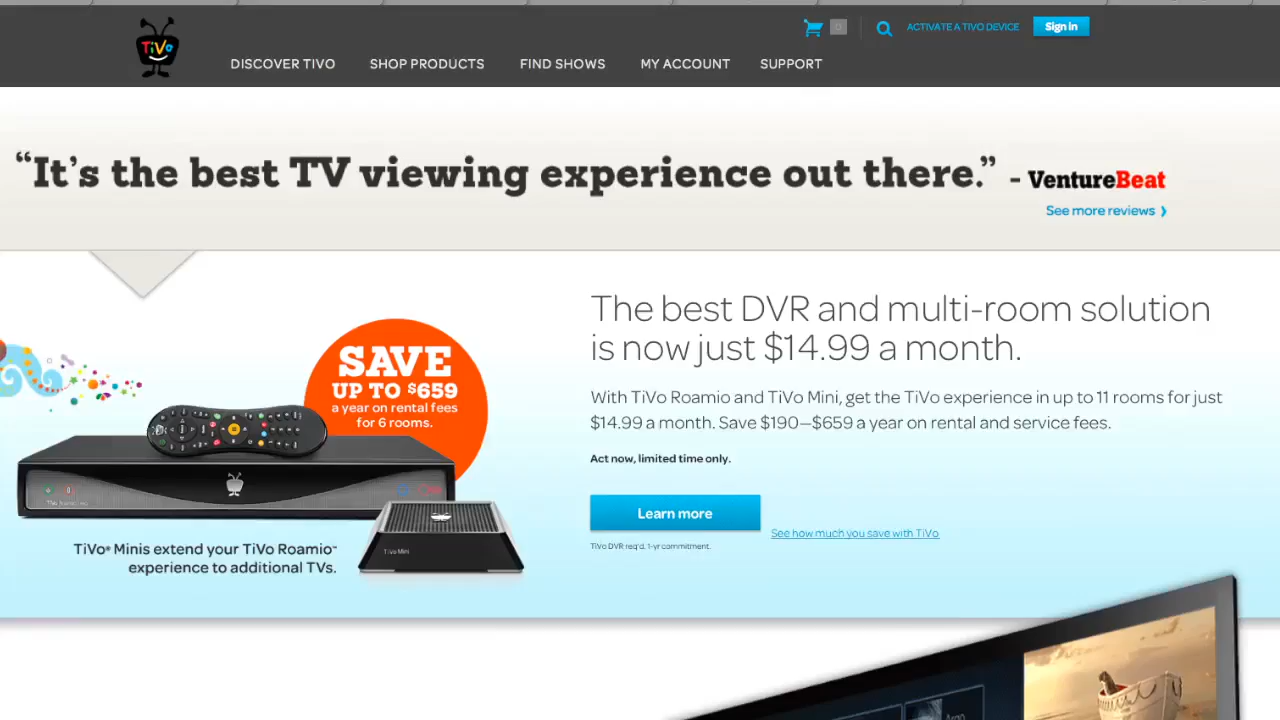 TiVo
0
ACTIVATE A TIVO DEVICE
Sign in
DISCOVER TIVO
SHOP PRODUCTS
FIND SHOWS
MY ACCOUNT
SUPPORT
“It's the best TV viewing experience out there.” - VentureBeat
See more reviews ❯
The best DVR and multi-room solution
is now just $14.99 a month.
With TiVo Roamio and TiVo Mini, get the TiVo experience in up to 11 rooms for just
$14.99 a month. Save $190—$659 a year on rental and service fees.
Act now, limited time only.
Learn more
See how much you save with TiVo
TiVo DVR req'd, 1-yr commitment.
SAVE
UP TO $659
a year on rental fees
for 6 rooms.
TiVo Mini
TiVo® Minis extend your TiVo Roamio™
experience to additional TVs.
Argo